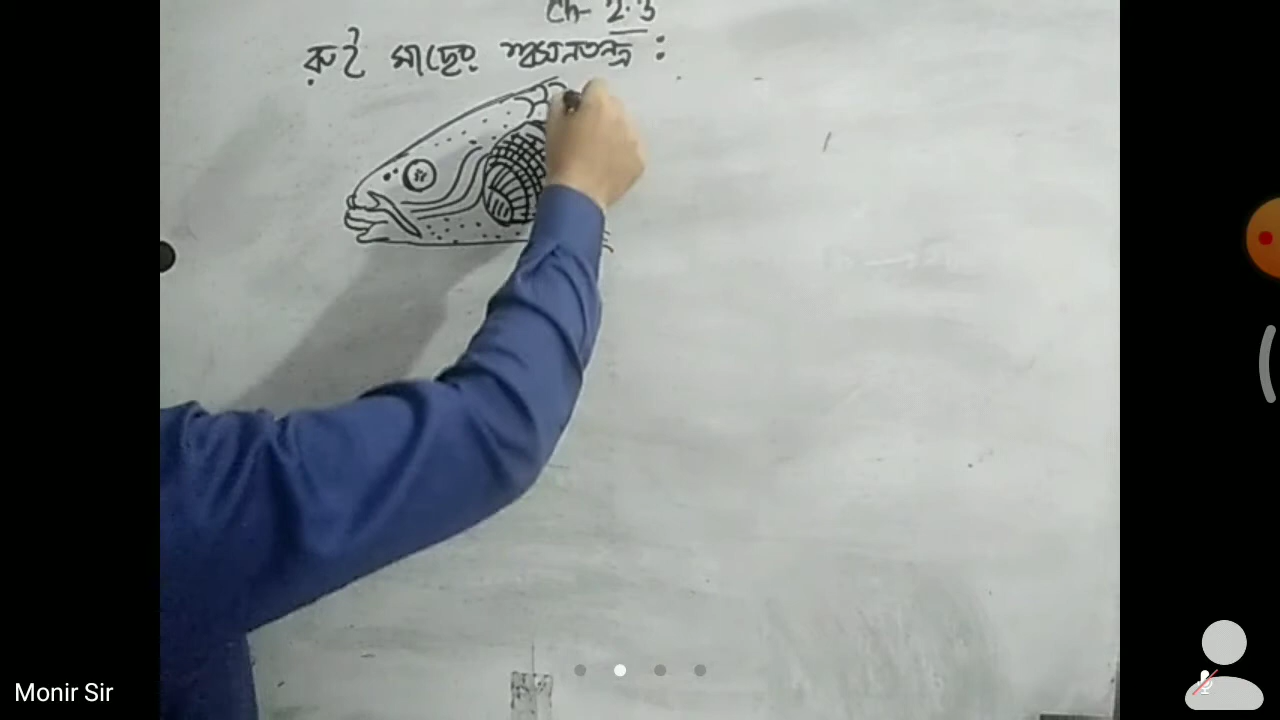 Ch- 2.3
রুই মাছের শ্বসনতন্ত্র :
Monir Sir